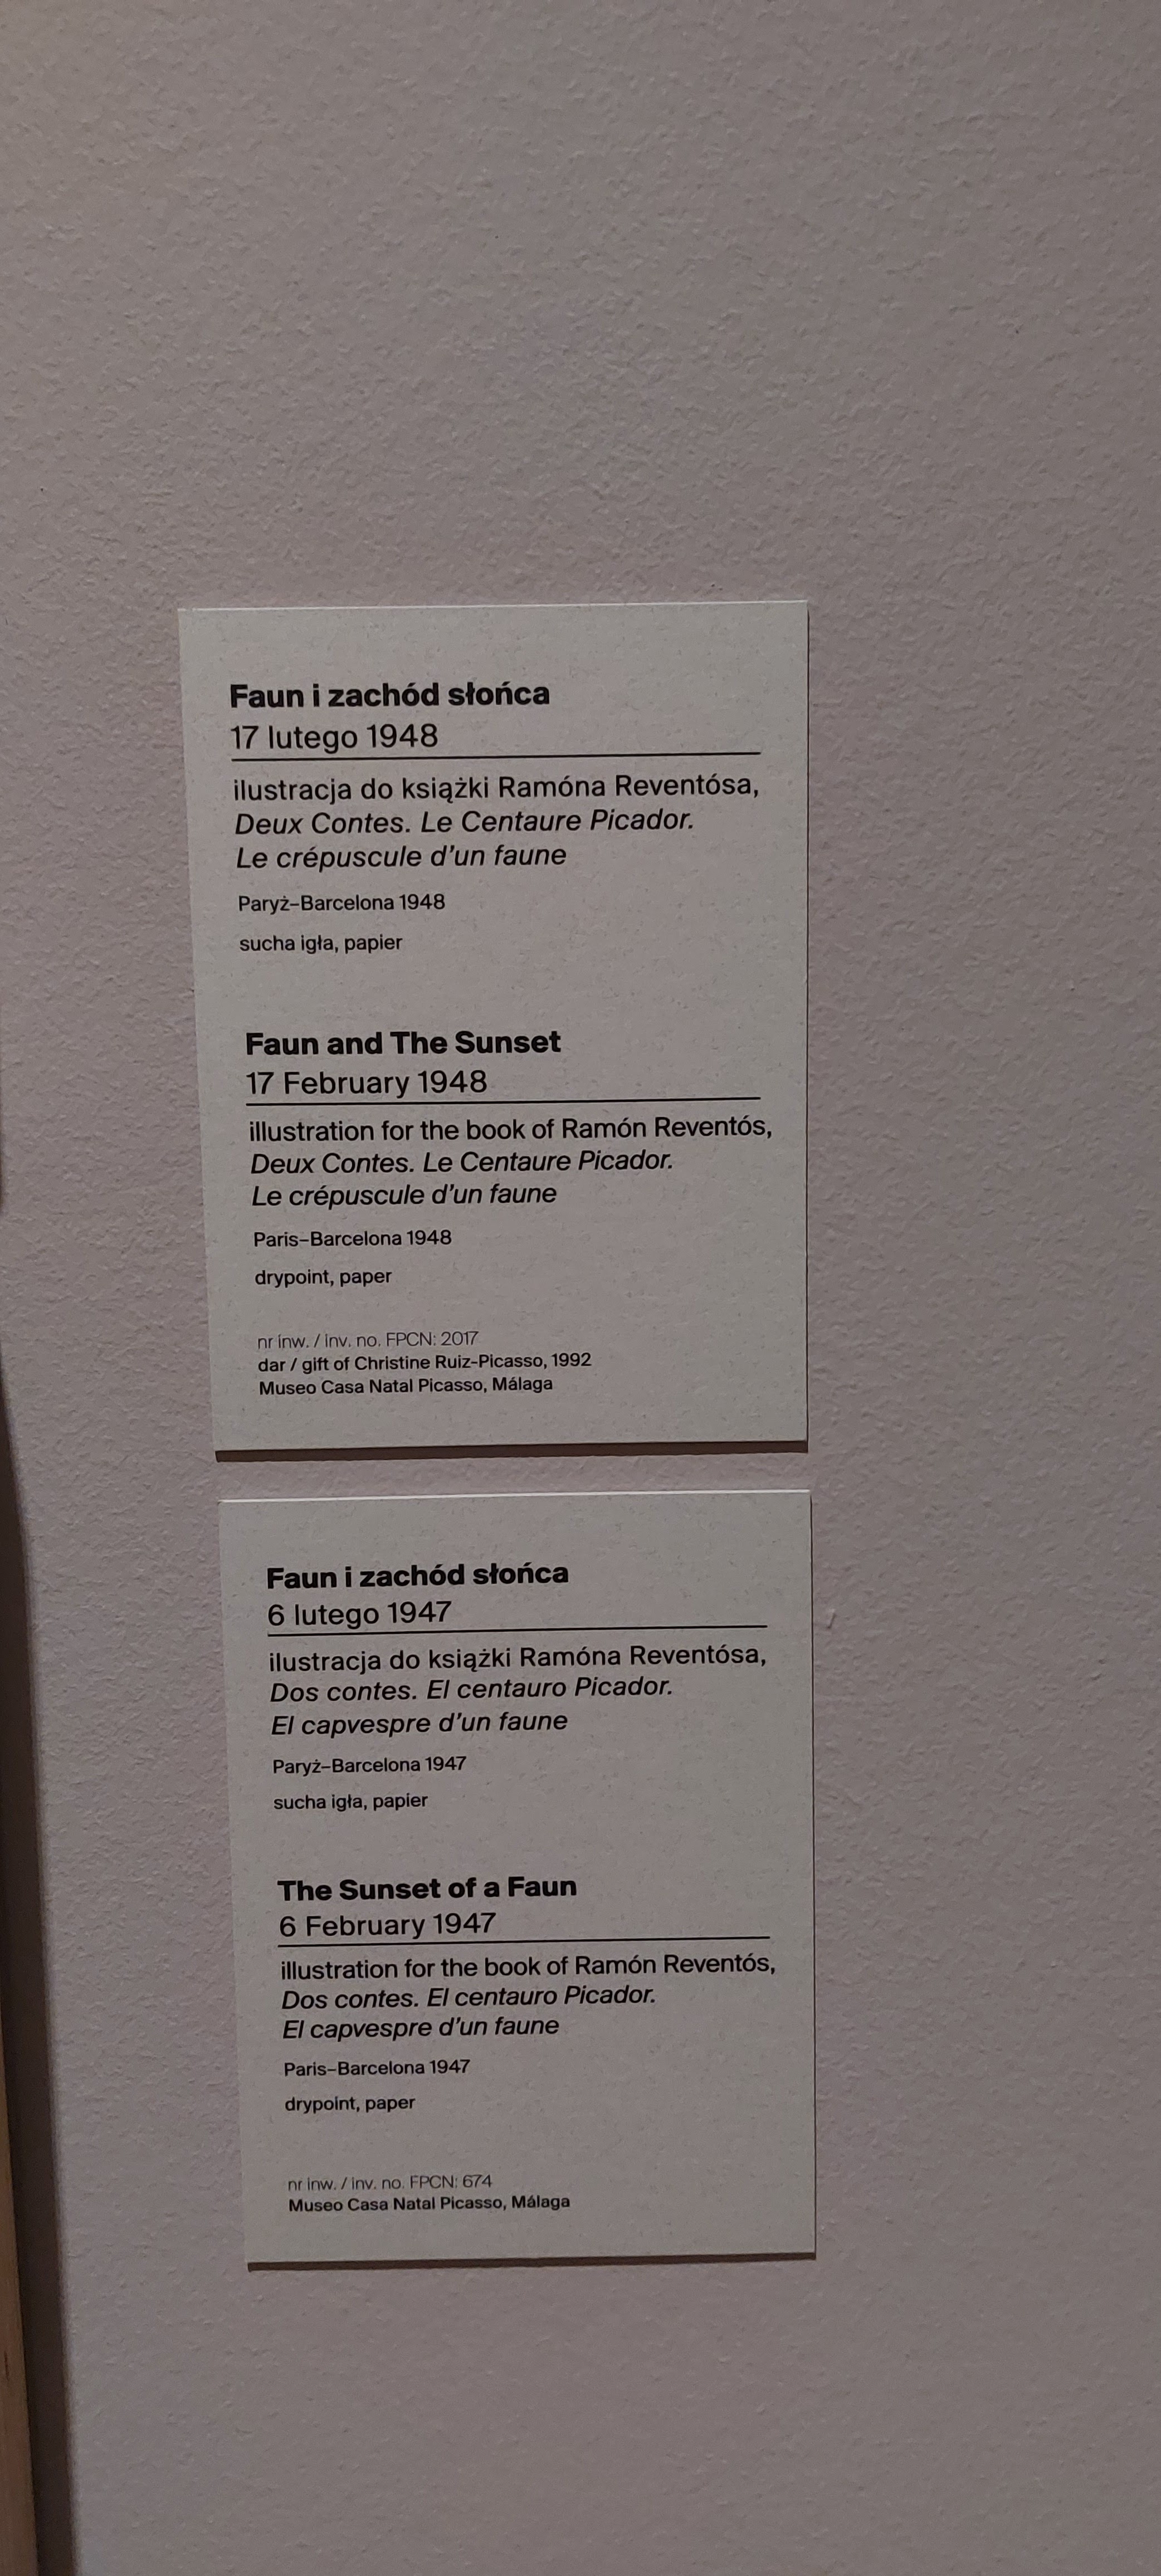 Faun i zachód słońca
17 lutego 1948
ilustracja do książki Ramóna Reventósa,
Deux Contes. Le Centaure Picador.
Le crépuscule d'un faune
Paryż–Barcelona 1948
sucha igła, papier
Faun and The Sunset
17 February 1948
illustration for the book of Ramón Reventós,
Deux Contes. Le Centaure Picador.
Le crépuscule d'un faune
Paris–Barcelona 1948
drypoint, paper
nr inw. / inv. no. FPCN: 2017
dar / gift of Christine Ruiz-Picasso, 1992
Museo Casa Natal Picasso, Málaga
Faun i zachód słońca
6 lutego 1947
ilustracja do książki Ramóna Reventósa,
Dos contes. El centauro Picador.
El capvespre d'un faune
Paryż–Barcelona 1947
sucha igła, papier
The Sunset of a Faun
6 February 1947
illustration for the book of Ramón Reventós,
Dos contes. El centauro Picador.
El capvespre d'un faune
Paris–Barcelona 1947
drypoint, paper
nr inw. / inv. no. FPCN: 674
Museo Casa Natal Picasso, Málaga